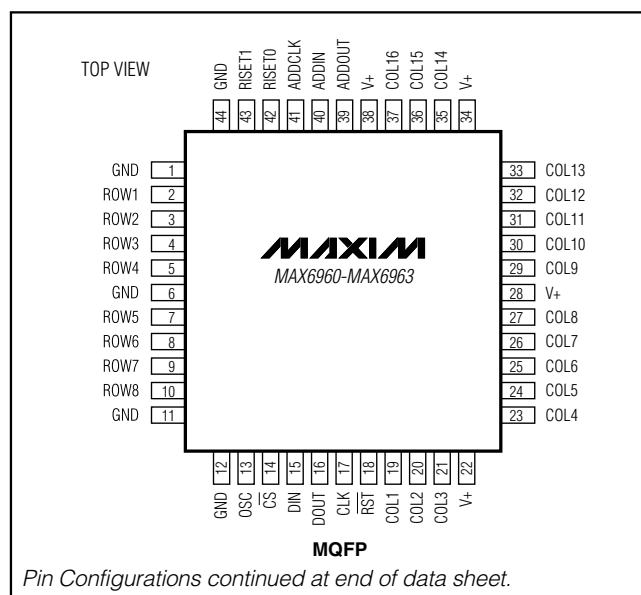 TOP VIEW
GND RISET1 RISET0 ADDCLK ADDIN ADDOUT V+ COL16 COL15 COL14 V+
44 43 42 41 40 39 38 37 36 35 34
GND 1
ROW1 2
ROW2 3
ROW3 4
ROW4 5
GND 6
ROW5 7
ROW6 8
ROW7 9
ROW8 10
GND 11
MAXIM
MAX6960-MAX6963
33 COL13
32 COL12
31 COL11
30 COL10
29 COL9
28 V+
27 COL8
26 COL7
25 COL6
24 COL5
23 COL4
12 13 14 15 16 17 18 19 20 21 22
GND OSC CS DIN DOUT CLK RST COL1 COL2 COL3 V+
MQFP
Pin Configurations continued at end of data sheet.